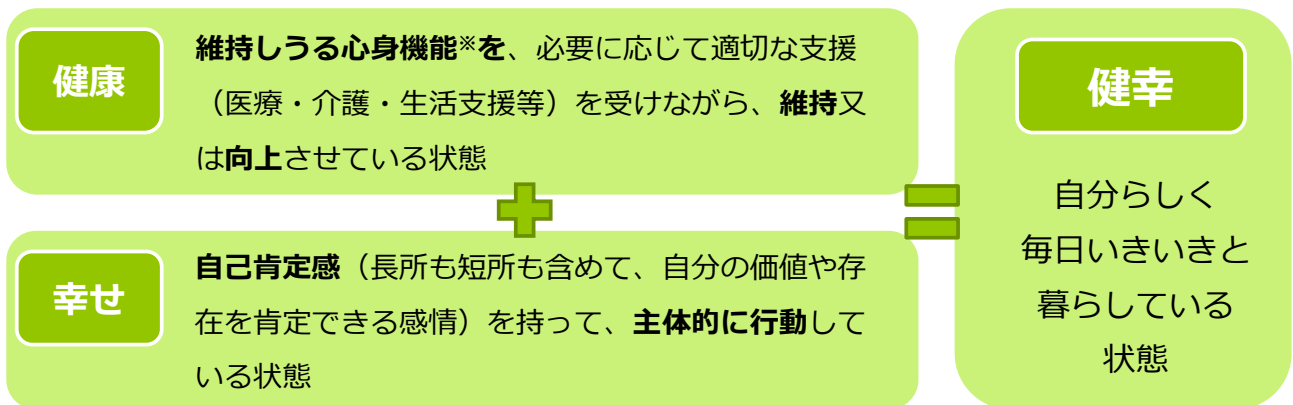 健康
維持しうる心身機能※を、必要に応じて適切な支援
（医療・介護・生活支援等）を受けながら、維持又
は向上させている状態
幸せ
自己肯定感（長所も短所も含めて、自分の価値や存
在を肯定できる感情）を持って、主体的に行動して
いる状態
健幸
自分らしく
毎日いきいきと
暮らしている
状態